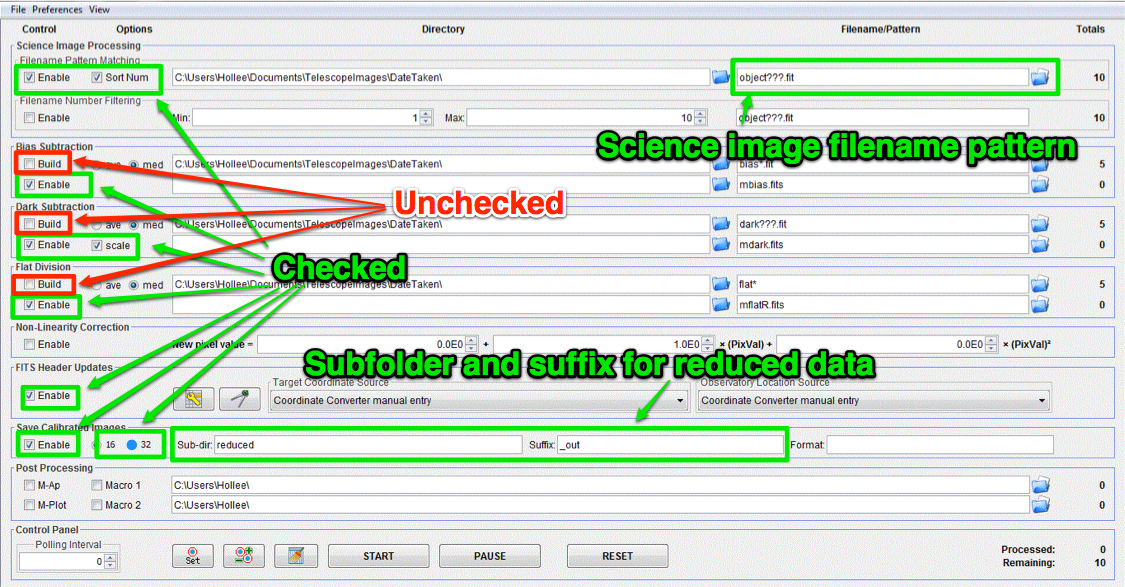 File Preferences View
Control Options Directory Filename/Pattern Totals
Science Image Processing
Filename Pattern Matching
Enable Sort Num C:\Users\Hollee\Documents\TelescopeImages\DateTaken\ object???.fit 10
Filename Number Filtering
Enable Min: 1 Max: 10 object???.fit 10
Science image filename pattern
Bias Subtraction
Build ave med C:\Users\Hollee\Documents\TelescopeImages\DateTaken\ bias*.fit 5
Enable mbias.fits 0
Unchecked
Dark Subtraction
Build ave med C:\Users\Hollee\Documents\TelescopeImages\DateTaken\ dark???.fit 5
Enable scale mdark.fits 0
Checked
Flat Division
Build ave med C:\Users\Hollee\Documents\TelescopeImages\DateTaken\ flat* 5
Enable mflatR.fits 0
Non-Linearity Correction
Enable New pixel value = 0.0E0 + 1.0E0 × (PixVal) + 0.0E0 × (PixVal)²
Subfolder and suffix for reduced data
FITS Header Updates
Enable Target Coordinate Source Observatory Location Source
Coordinate Converter manual entry Coordinate Converter manual entry
Save Calibrated Images
Enable 16 32 Sub-dir: reduced Suffix: _out Format:
Post Processing
M-Ap Macro 1 C:\Users\Hollee\ 0
M-Plot Macro 2 C:\Users\Hollee\ 0
Control Panel
Polling Interval
0 Set START PAUSE RESET
Processed: 0
Remaining: 10